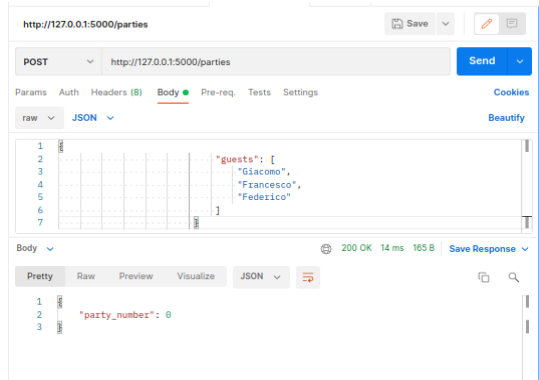 http://127.0.0.1:5000/parties Save
POST http://127.0.0.1:5000/parties Send
Params Auth Headers (8) Body Pre-req. Tests Settings Cookies
raw JSON Beautify
1 {
2 "guests": [
3 "Giacomo",
4 "Francesco",
5 "Federico"
6 ]
7 }
Body 200 OK 14 ms 165 B Save Response
Pretty Raw Preview Visualize JSON
1 {
2 "party_number": 0
3 }